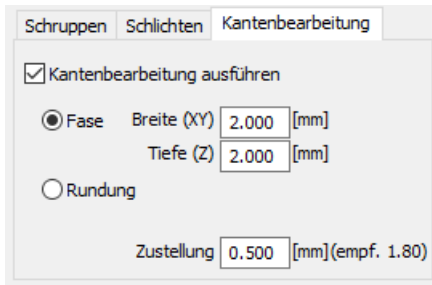 Schruppen Schlichten Kantenbearbeitung
Kantenbearbeitung ausführen
Fase Breite (XY) 2.000 [mm]
Tiefe (Z) 2.000 [mm]
Rundung
Zustellung 0.500 [mm](empf. 1.80)